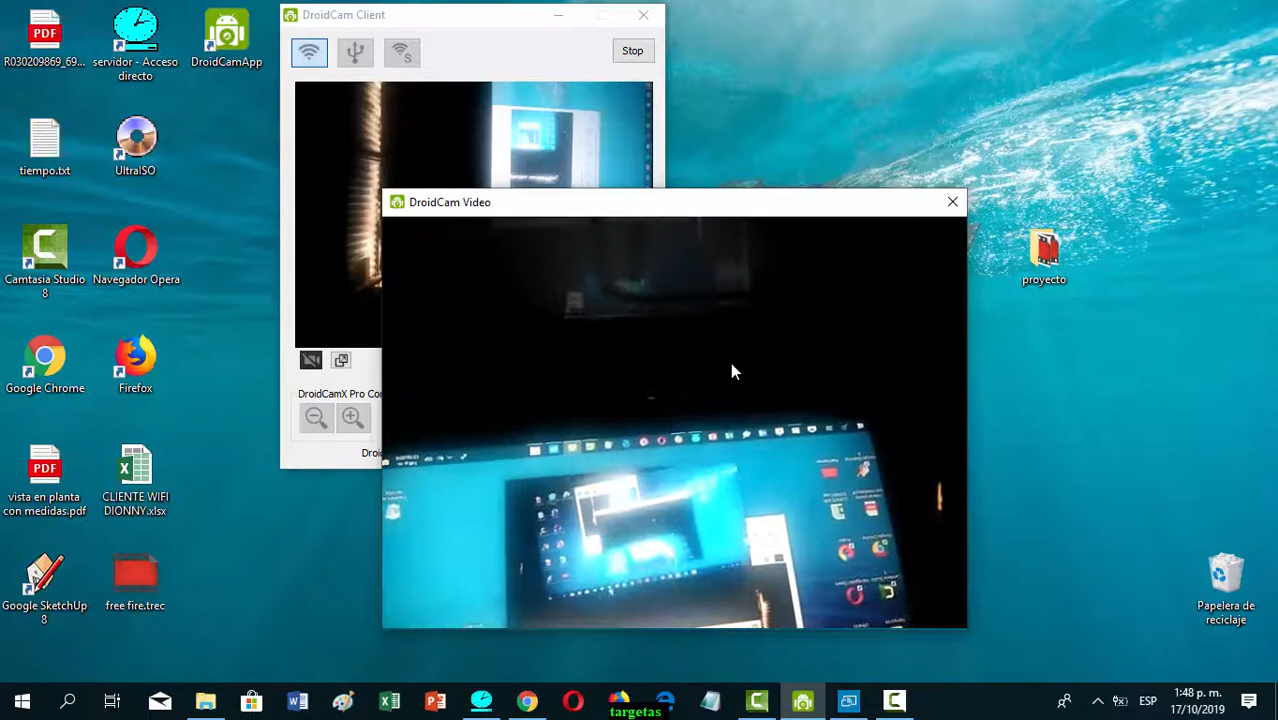 DroidCam Client
Stop
R030209869_69...
servidor - Acceso
directo
DroidCamApp
tiempo.txt
UltraISO
DroidCam Video
Camtasia Studio
8
Navegador Opera
proyecto
Google Chrome
Firefox
DroidCamX Pro Co
Droi
vista en planta
con medidas.pdf
CLIENTE WIFI
DIONNY.xlsx
Google SketchUp
8
free fire.trec
Papelera de
reciclaje
ESP
1:48 p. m.
17/10/2019
targetas